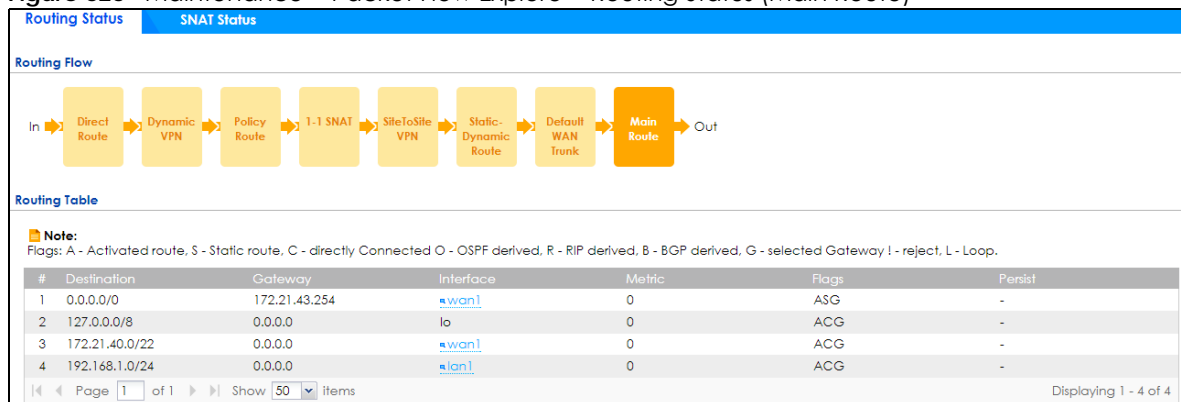 Routing Status SNAT Status
Routing Flow
In Direct Route Dynamic VPN Policy Route 1-1 SNAT SiteToSite VPN Static-Dynamic Route Default WAN Trunk Main Route Out
Routing Table
Note:
Flags: A - Activated route, S - Static route, C - directly Connected O - OSPF derived, R - RIP derived, B - BGP derived, G - selected Gateway ! - reject, L - Loop.
# Destination Gateway Interface Metric Flags Persist
1 0.0.0.0/0 172.21.43.254 wan1 0 ASG -
2 127.0.0.0/8 0.0.0.0 lo 0 ACG -
3 172.21.40.0/22 0.0.0.0 wan1 0 ACG -
4 192.168.1.0/24 0.0.0.0 lan1 0 ACG -
Page 1 of 1 Show 50 items Displaying 1 - 4 of 4